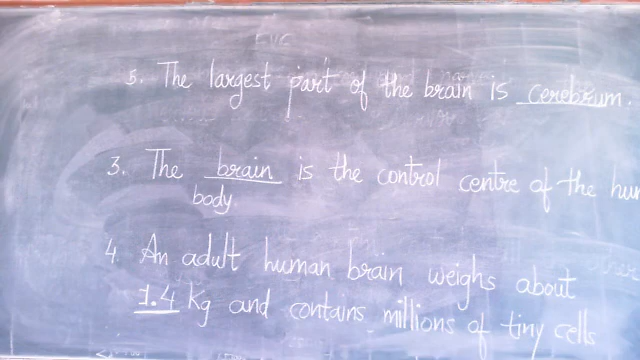 5. The largest part of the brain is cerebrum.
3. The brain is the control centre of the hum
body
4 An adult human brain weighs about
1.4 Kg and contains millions of tiny cells